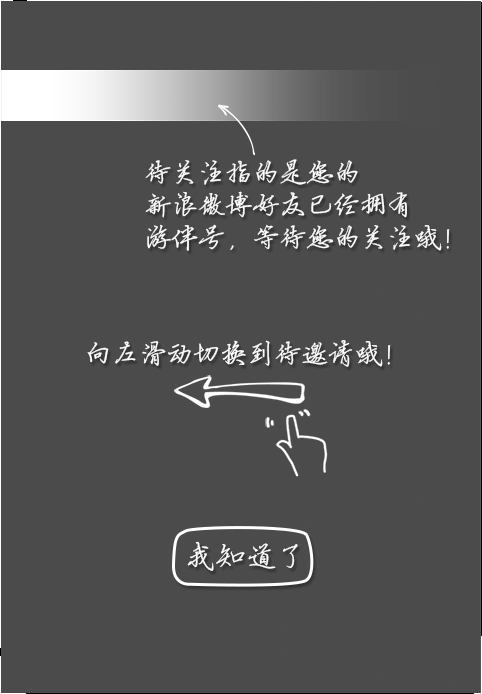 待关注指的是您的
新浪微博好友已经拥有
游伴号，等待您的关注哦！
向左滑动切换到待邀请哦！
我知道了